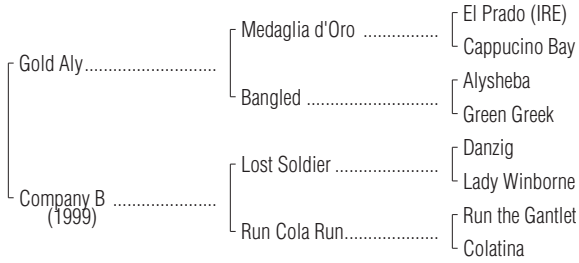 El Prado (IRE)
Medaglia d'Oro ................
Cappucino Bay
Gold Aly............................
Alysheba
Bangled ............................
Green Greek
Danzig
Lost Soldier ......................
Lady Winborne
Company B ......................
(1999)
Run the Gantlet
Run Cola Run....................
Colatina